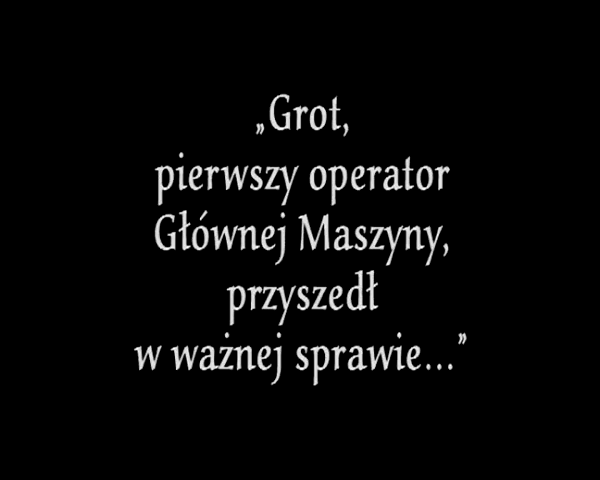 „Grot,
pierwszy operator
Głównej Maszyny,
przyszedł
w ważnej sprawie...”